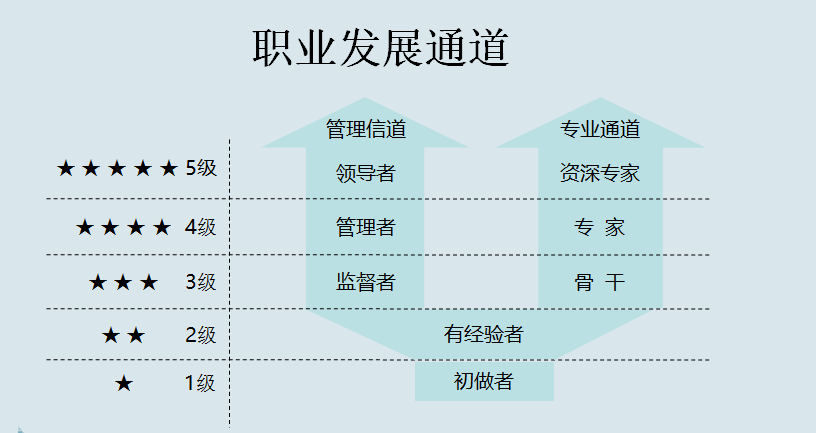 职业发展通道
管理信道 专业通道
★★★★★ 5级 领导者 资深专家
★★★★ 4级 管理者 专 家
★★★ 3级 监督者 骨 干
★★ 2级 有经验者
★ 1级 初做者